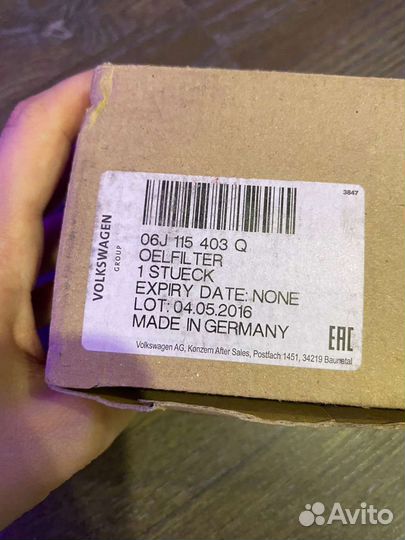 3847
VOLKSWAGEN
GROUP
06J 115 403 Q
OELFILTER
1 STUECK
EXPIRY DATE: NONE
LOT: 04.05.2016
MADE IN GERMANY
EAC
Volkswagen AG, Konzern After Sales, Postfach 1451, 34219 Baunatal
Avito